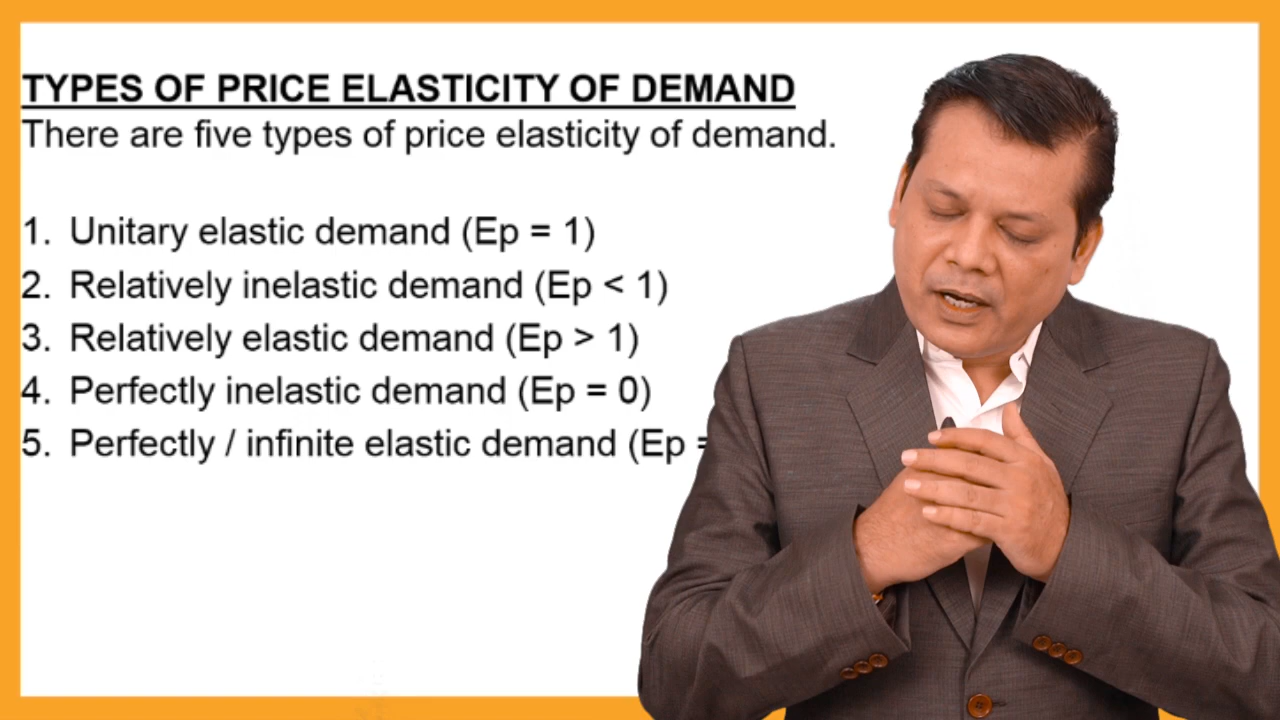 TYPES OF PRICE ELASTICITY OF DEMAND
There are five types of price elasticity of demand.
1. Unitary elastic demand (Ep = 1)
2. Relatively inelastic demand (Ep < 1)
3. Relatively elastic demand (Ep > 1)
4. Perfectly inelastic demand (Ep = 0)
5. Perfectly / infinite elastic demand (Ep =